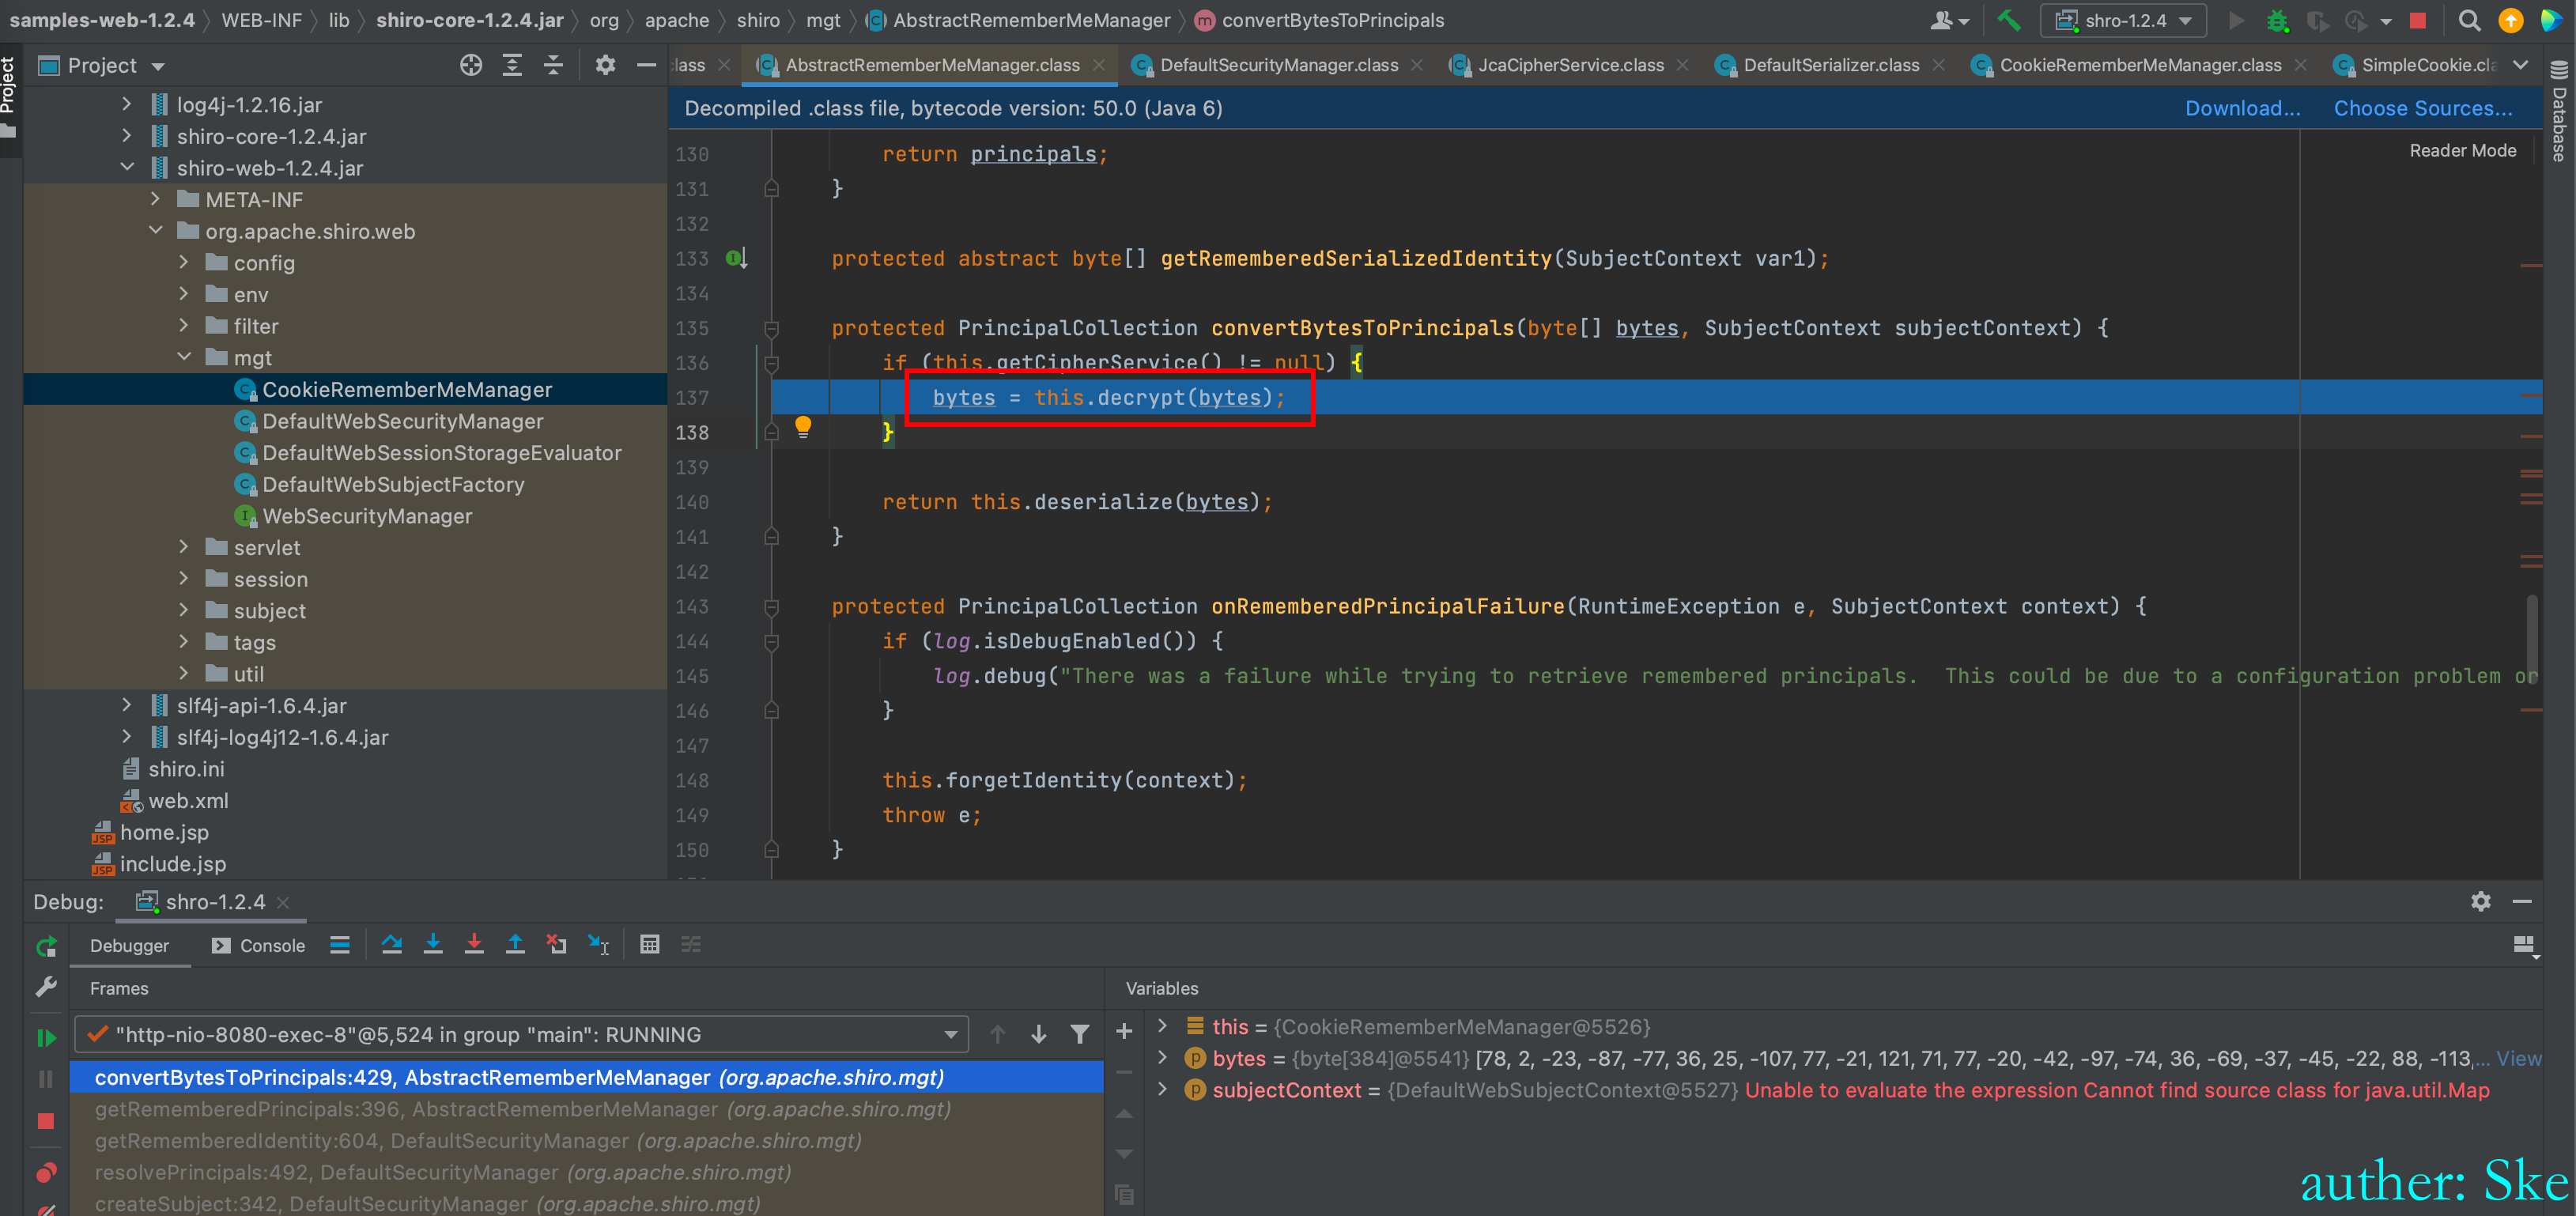 samples-web-1.2.4 WEB-INF lib shiro-core-1.2.4.jar org apache shiro mgt AbstractRememberMeManager convertBytesToPrincipals
shro-1.2.4
Project
Project
Database
class AbstractRememberMeManager.class DefaultSecurityManager.class JcaCipherService.class DefaultSerializer.class CookieRememberMeManager.class SimpleCookie.cla
Decompiled .class file, bytecode version: 50.0 (Java 6) Download... Choose Sources...
Reader Mode
log4j-1.2.16.jar
shiro-core-1.2.4.jar
shiro-web-1.2.4.jar
META-INF
org.apache.shiro.web
config
env
filter
mgt
CookieRememberMeManager
DefaultWebSecurityManager
DefaultWebSessionStorageEvaluator
DefaultWebSubjectFactory
WebSecurityManager
servlet
session
subject
tags
util
slf4j-api-1.6.4.jar
slf4j-log4j12-1.6.4.jar
shiro.ini
web.xml
home.jsp
include.jsp
130 return principals;
131 }
132
133 protected abstract byte[] getRememberedSerializedIdentity(SubjectContext var1);
134
135 protected PrincipalCollection convertBytesToPrincipals(byte[] bytes, SubjectContext subjectContext) {
136 if (this.getCipherService() != null) {
137 bytes = this.decrypt(bytes);
138 }
139
140 return this.deserialize(bytes);
141 }
142
143 protected PrincipalCollection onRememberedPrincipalFailure(RuntimeException e, SubjectContext context) {
144 if (log.isDebugEnabled()) {
145 log.debug("There was a failure while trying to retrieve remembered principals.  This could be due to a configuration problem or
146 }
147
148 this.forgetIdentity(context);
149 throw e;
150 }
Debug: shro-1.2.4
Debugger Console
Frames
"http-nio-8080-exec-8"@5,524 in group "main": RUNNING
convertBytesToPrincipals:429, AbstractRememberMeManager (org.apache.shiro.mgt)
getRememberedPrincipals:396, AbstractRememberMeManager (org.apache.shiro.mgt)
getRememberedIdentity:604, DefaultSecurityManager (org.apache.shiro.mgt)
resolvePrincipals:492, DefaultSecurityManager (org.apache.shiro.mgt)
createSubject:342, DefaultSecurityManager (org.apache.shiro.mgt)
Variables
this = {CookieRememberMeManager@5526}
bytes = {byte[384]@5541} [78, 2, -23, -87, -77, 36, 25, -107, 77, -21, 121, 71, 77, -20, -42, -97, -74, 36, -69, -37, -45, -22, 88, -113,... View
subjectContext = {DefaultWebSubjectContext@5527} Unable to evaluate the expression Cannot find source class for java.util.Map
auther: Ske